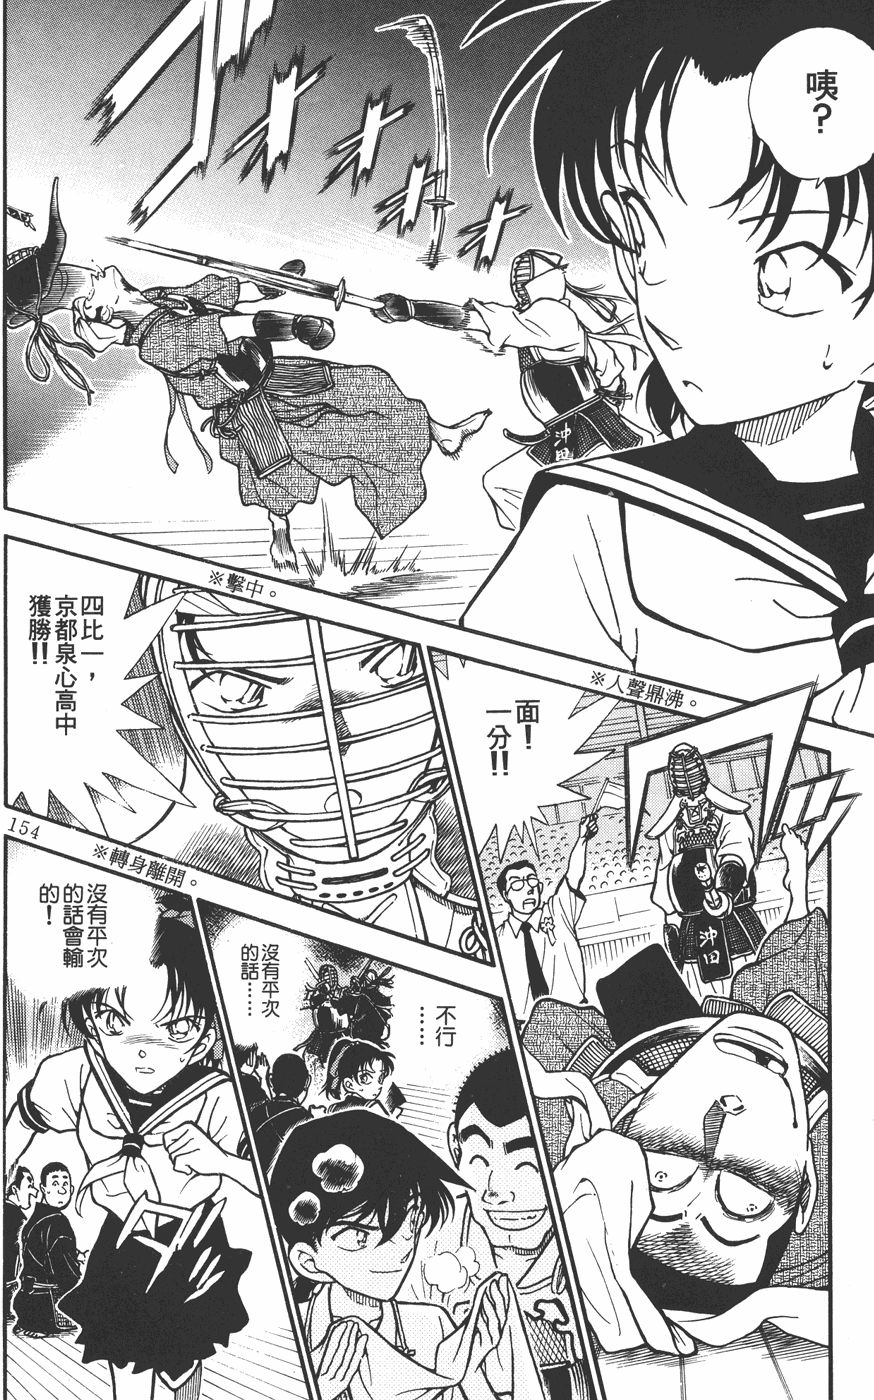 咦?
沖田
※擊中。
※人聲鼎沸。
面!
一分!!
沖田
四比一,
京都泉心高中
獲勝!!
154
※轉身離開。
不行
……
沒有平次
的話……
沒有平次
的話會輸
的!